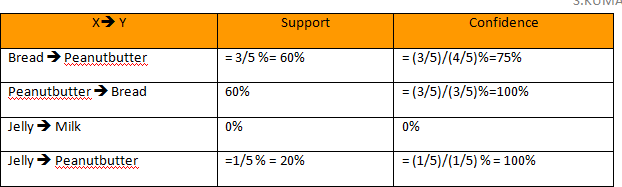 S.KUMA
X➔ Y Support Confidence
Bread ➔ Peanutbutter = 3/5 %= 60% = (3/5)/(4/5)%=75%
Peanutbutter ➔ Bread 60% = (3/5)/(3/5)%=100%
Jelly ➔ Milk 0% 0%
Jelly ➔ Peanutbutter =1/5 % = 20% = (1/5)/(1/5) % = 100%